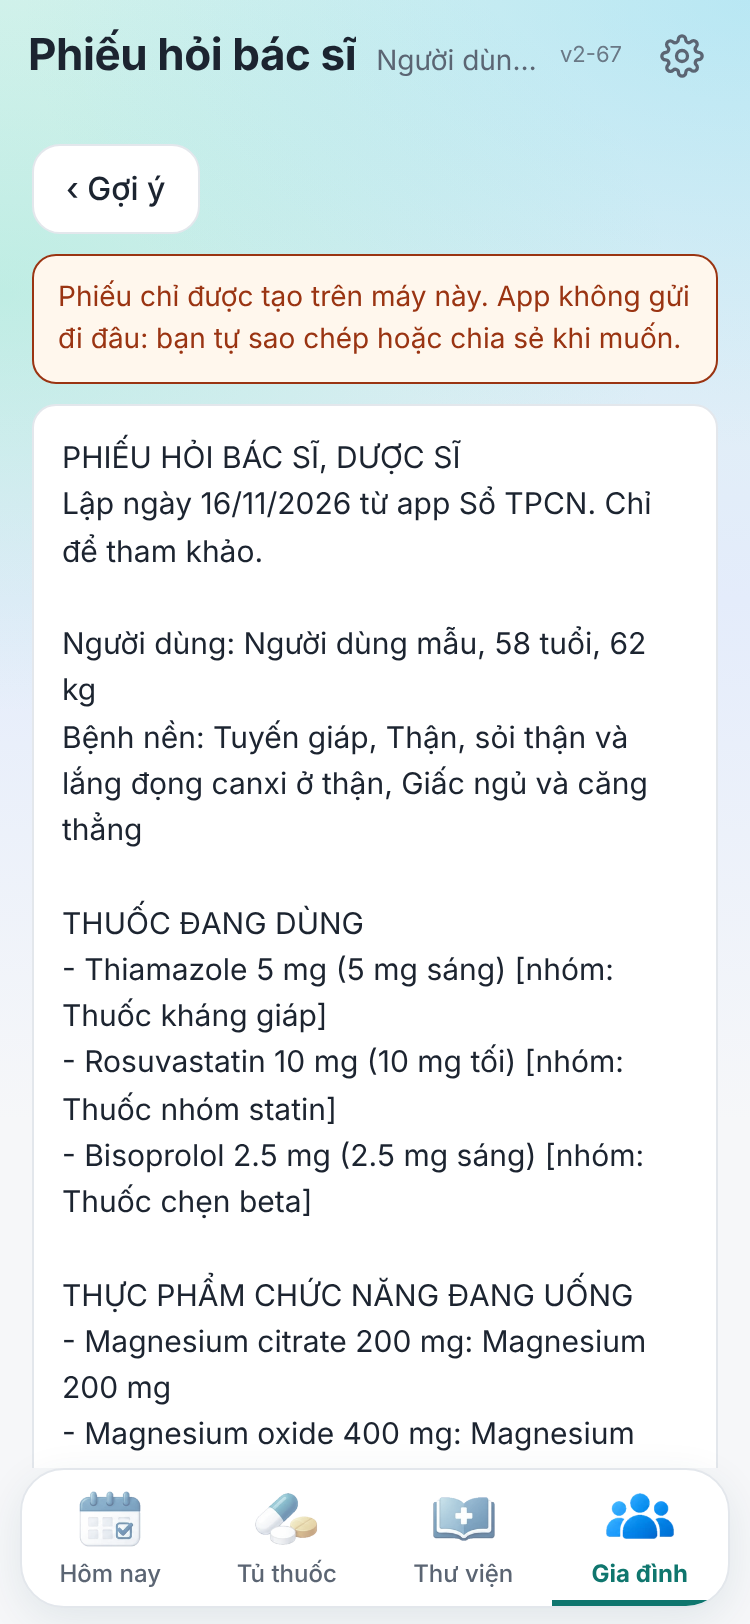 Phiếu hỏi bác sĩ Người dùn... v2-67
‹ Gợi ý
Phiếu chỉ được tạo trên máy này. App không gửi
đi đâu: bạn tự sao chép hoặc chia sẻ khi muốn.
PHIẾU HỎI BÁC SĨ, DƯỢC SĨ
Lập ngày 16/11/2026 từ app Sổ TPCN. Chỉ
để tham khảo.
Người dùng: Người dùng mẫu, 58 tuổi, 62
kg
Bệnh nền: Tuyến giáp, Thận, sỏi thận và
lắng đọng canxi ở thận, Giấc ngủ và căng
thẳng
THUỐC ĐANG DÙNG
- Thiamazole 5 mg (5 mg sáng) [nhóm:
Thuốc kháng giáp]
- Rosuvastatin 10 mg (10 mg tối) [nhóm:
Thuốc nhóm statin]
- Bisoprolol 2.5 mg (2.5 mg sáng) [nhóm:
Thuốc chẹn beta]
THỰC PHẨM CHỨC NĂNG ĐANG UỐNG
- Magnesium citrate 200 mg: Magnesium
200 mg
- Magnesium oxide 400 mg: Magnesium
Hôm nay
Tủ thuốc
Thư viện
Gia đình